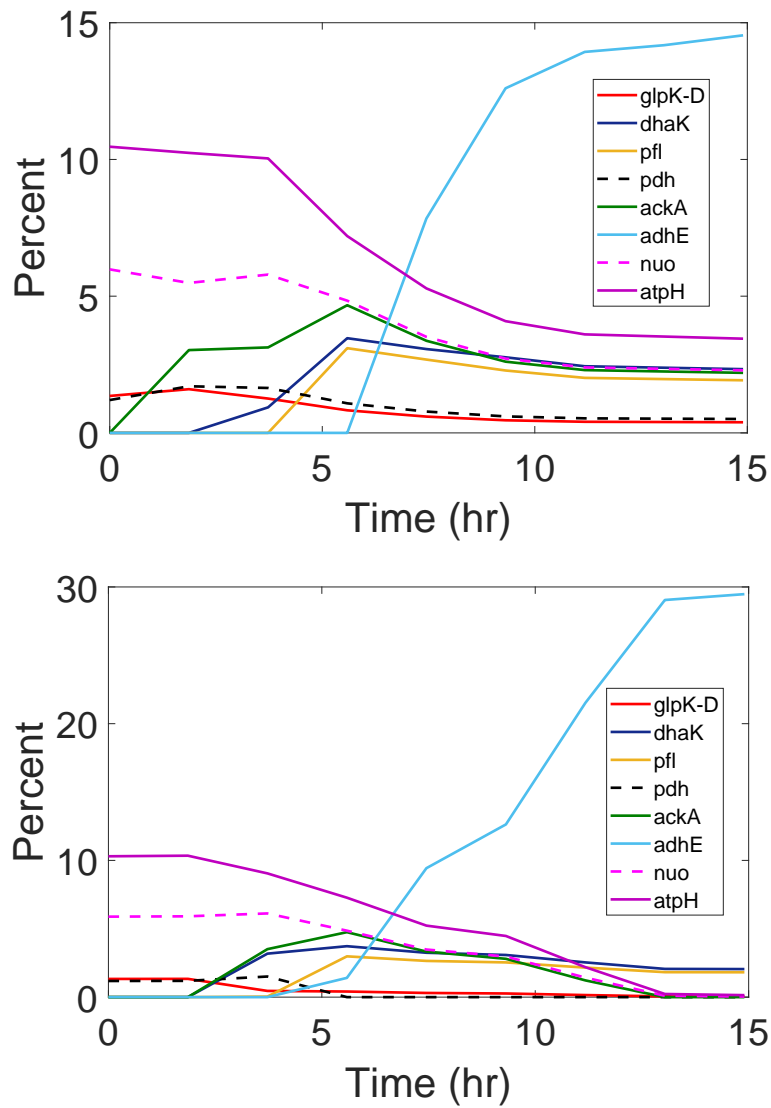 15
10
5
0
Percent
glpK-D
dhaK
pfl
pdh
ackA
adhE
nuo
atpH
0 5 10 15
Time (hr)
30
20
10
0
Percent
glpK-D
dhaK
pfl
pdh
ackA
adhE
nuo
atpH
0 5 10 15
Time (hr)